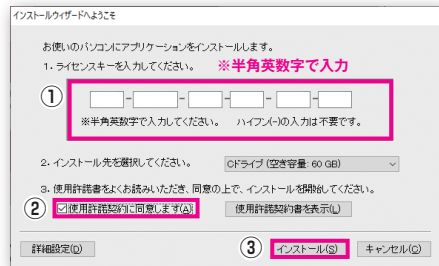 インストールウィザードへようこそ
お使いのパソコンにアプリケーションをインストールします。
1. ライセンスキーを入力してください。 ※半角英数字で入力
①
- - - - -
※半角英数字で入力してください。 ハイフン(-)の入力は不要です。
2. インストール先を選択してください。 Cドライブ (空き容量: 60 GB)
3. 使用許諾書をよくお読みいただき、同意の上で、インストールを開始してください。
② 使用許諾契約に同意します(A) 使用許諾契約書を表示(L)
詳細設定(D) ③ インストール(S) キャンセル(C)